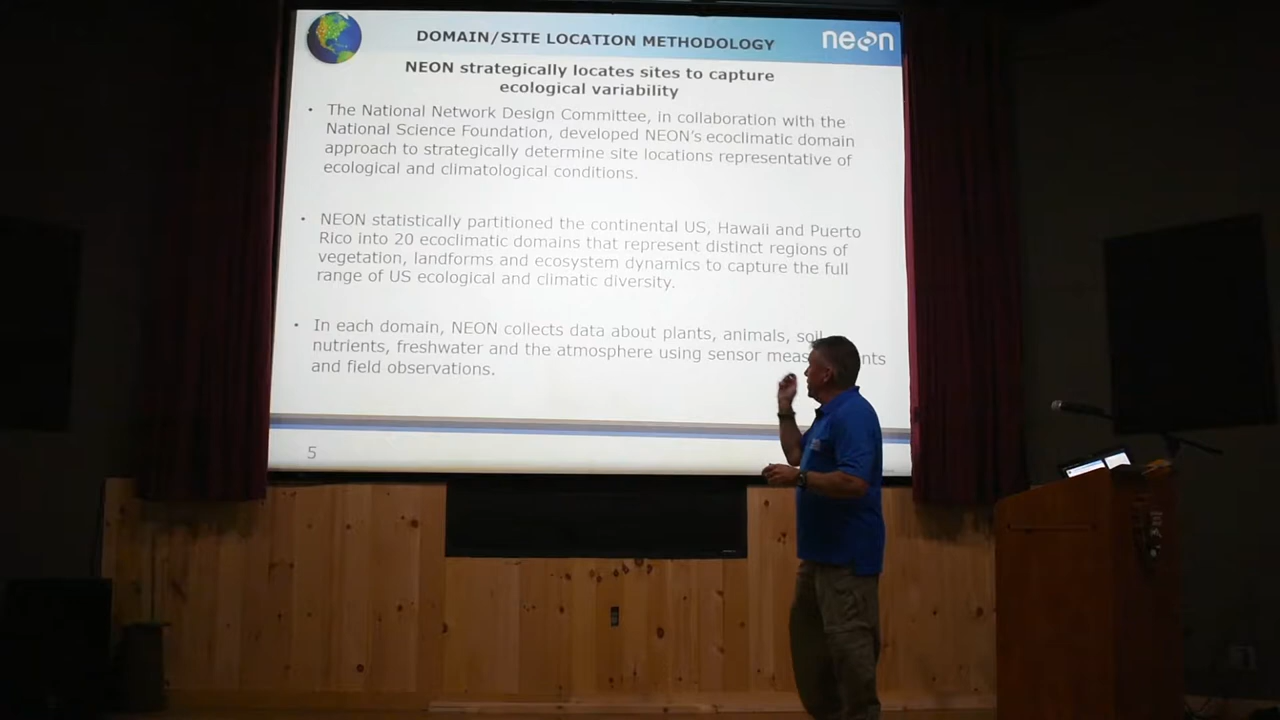 DOMAIN/SITE LOCATION METHODOLOGY
neon
NEON strategically locates sites to capture
ecological variability
• The National Network Design Committee, in collaboration with the
National Science Foundation, developed NEON's ecoclimatic domain
approach to strategically determine site locations representative of
ecological and climatological conditions.
• NEON statistically partitioned the continental US, Hawaii and Puerto
Rico into 20 ecoclimatic domains that represent distinct regions of
vegetation, landforms and ecosystem dynamics to capture the full
range of US ecological and climatic diversity.
• In each domain, NEON collects data about plants, animals, soil
nutrients, freshwater and the atmosphere using sensor
and field observations.
5